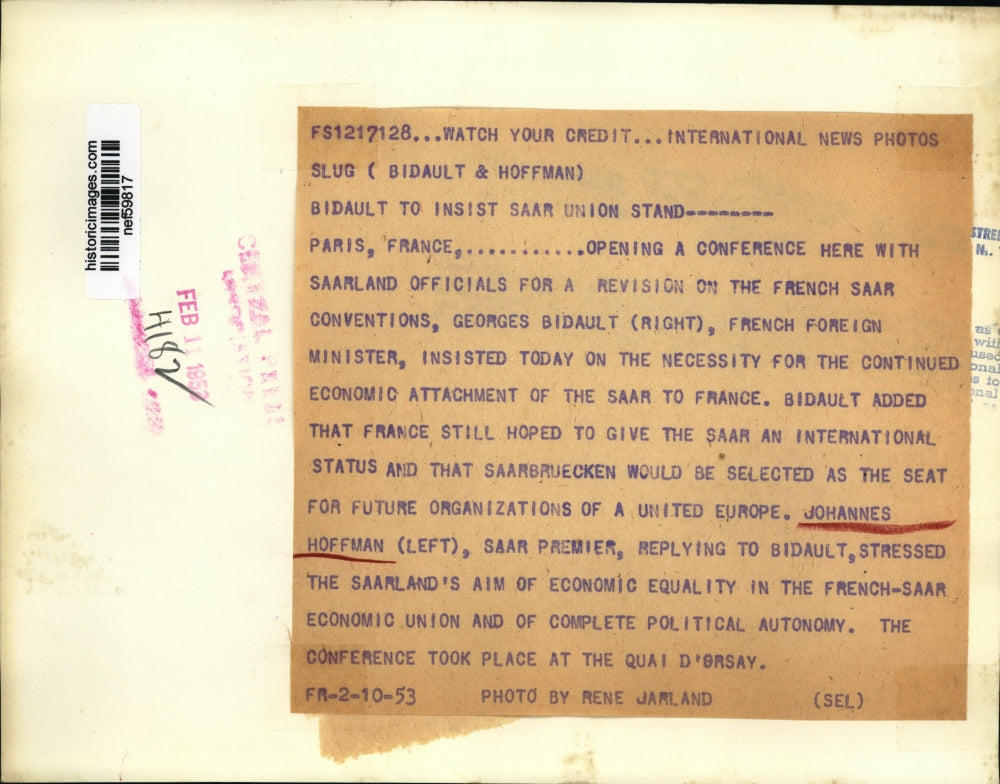 FS1217128...WATCH YOUR CREDIT...INTERNATIONAL NEWS PHOTOS
SLUG ( BIDAULT & HOFFMAN)
BIDAULT TO INSIST SAAR UNION STAND--------
PARIS, FRANCE,............OPENING A CONFERENCE HERE WITH
SAARLAND OFFICIALS FOR A REVISION ON THE FRENCH SAAR
CONVENTIONS, GEORGES BIDAULT (RIGHT), FRENCH FOREIGN
MINISTER, INSISTED TODAY ON THE NECESSITY FOR THE CONTINUED
ECONOMIC ATTACHMENT OF THE SAAR TO FRANCE. BIDAULT ADDED
THAT FRANCE STILL HOPED TO GIVE THE SAAR AN INTERNATIONAL
STATUS AND THAT SAARBRUECKEN WOULD BE SELECTED AS THE SEAT
FOR FUTURE ORGANIZATIONS OF A UNITED EUROPE. JOHANNES
HOFFMAN (LEFT), SAAR PREMIER, REPLYING TO BIDAULT, STRESSED
THE SAARLAND'S AIM OF ECONOMIC EQUALITY IN THE FRENCH-SAAR
ECONOMIC UNION AND OF COMPLETE POLITICAL AUTONOMY. THE
CONFERENCE TOOK PLACE AT THE QUAI D'ORSAY.
FR-2-10-53 PHOTO BY RENE JARLAND (SEL)
historicimages.com
nef59817
FEB 11 1953